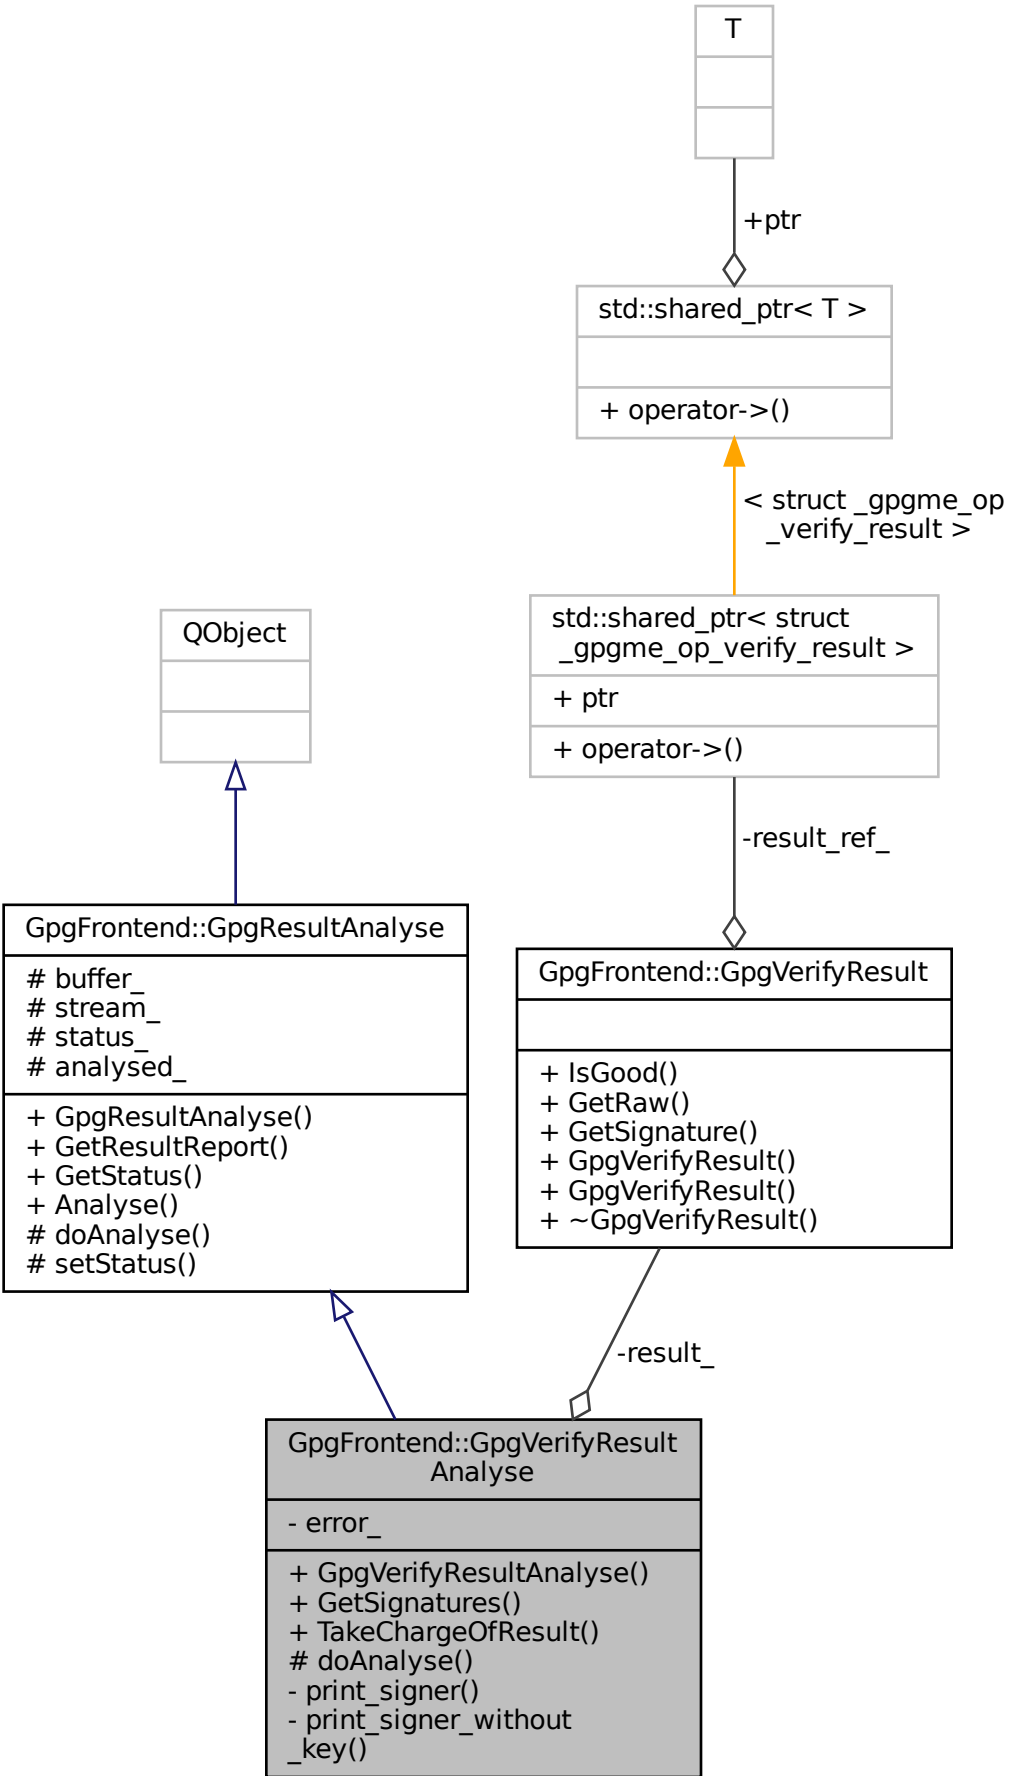 T
+ptr
std::shared_ptr< T >
+ operator->()
< struct _gpgme_op
_verify_result >
std::shared_ptr< struct
_gpgme_op_verify_result >
+ ptr
+ operator->()
QObject
-result_ref_
GpgFrontend::GpgResultAnalyse
# buffer_
# stream_
# status_
# analysed_
+ GpgResultAnalyse()
+ GetResultReport()
+ GetStatus()
+ Analyse()
# doAnalyse()
# setStatus()
GpgFrontend::GpgVerifyResult
+ IsGood()
+ GetRaw()
+ GetSignature()
+ GpgVerifyResult()
+ GpgVerifyResult()
+ ~GpgVerifyResult()
-result_
GpgFrontend::GpgVerifyResult
Analyse
- error_
+ GpgVerifyResultAnalyse()
+ GetSignatures()
+ TakeChargeOfResult()
# doAnalyse()
- print_signer()
- print_signer_without
_key()